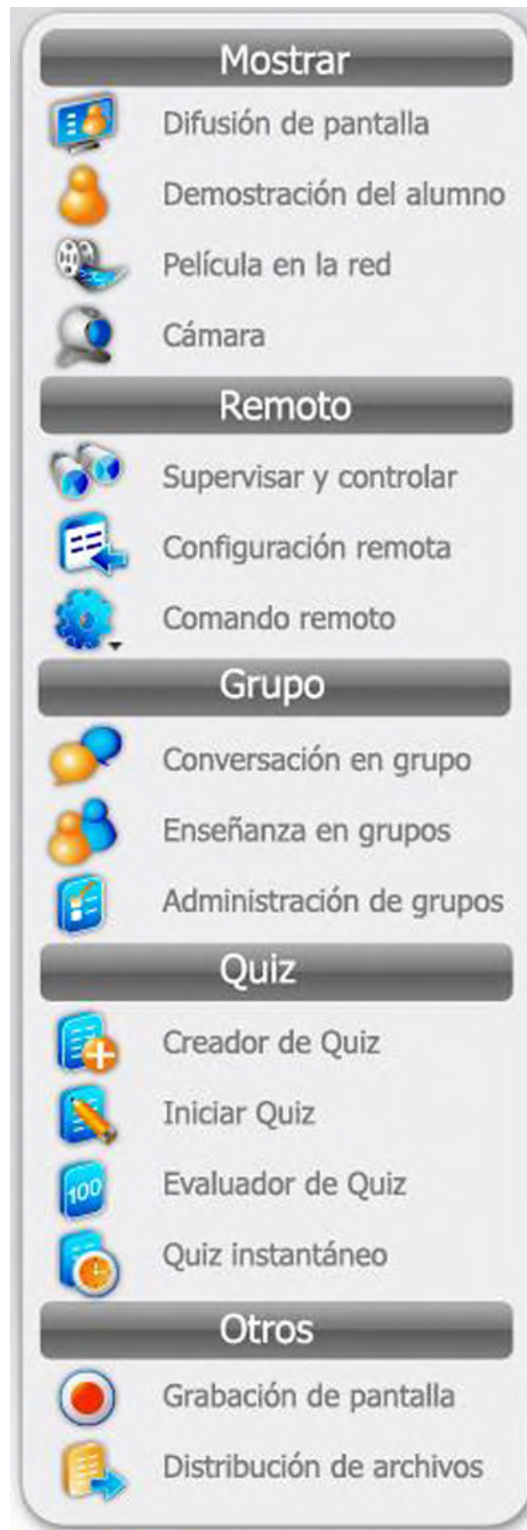 Mostrar
Difusión de pantalla
Demostración del alumno
Película en la red
Cámara
Remoto
Supervisar y controlar
Configuración remota
Comando remoto
Grupo
Conversación en grupo
Enseñanza en grupos
Administración de grupos
Quiz
Creador de Quiz
Iniciar Quiz
100
Evaluador de Quiz
Quiz instantáneo
Otros
Grabación de pantalla
Distribución de archivos